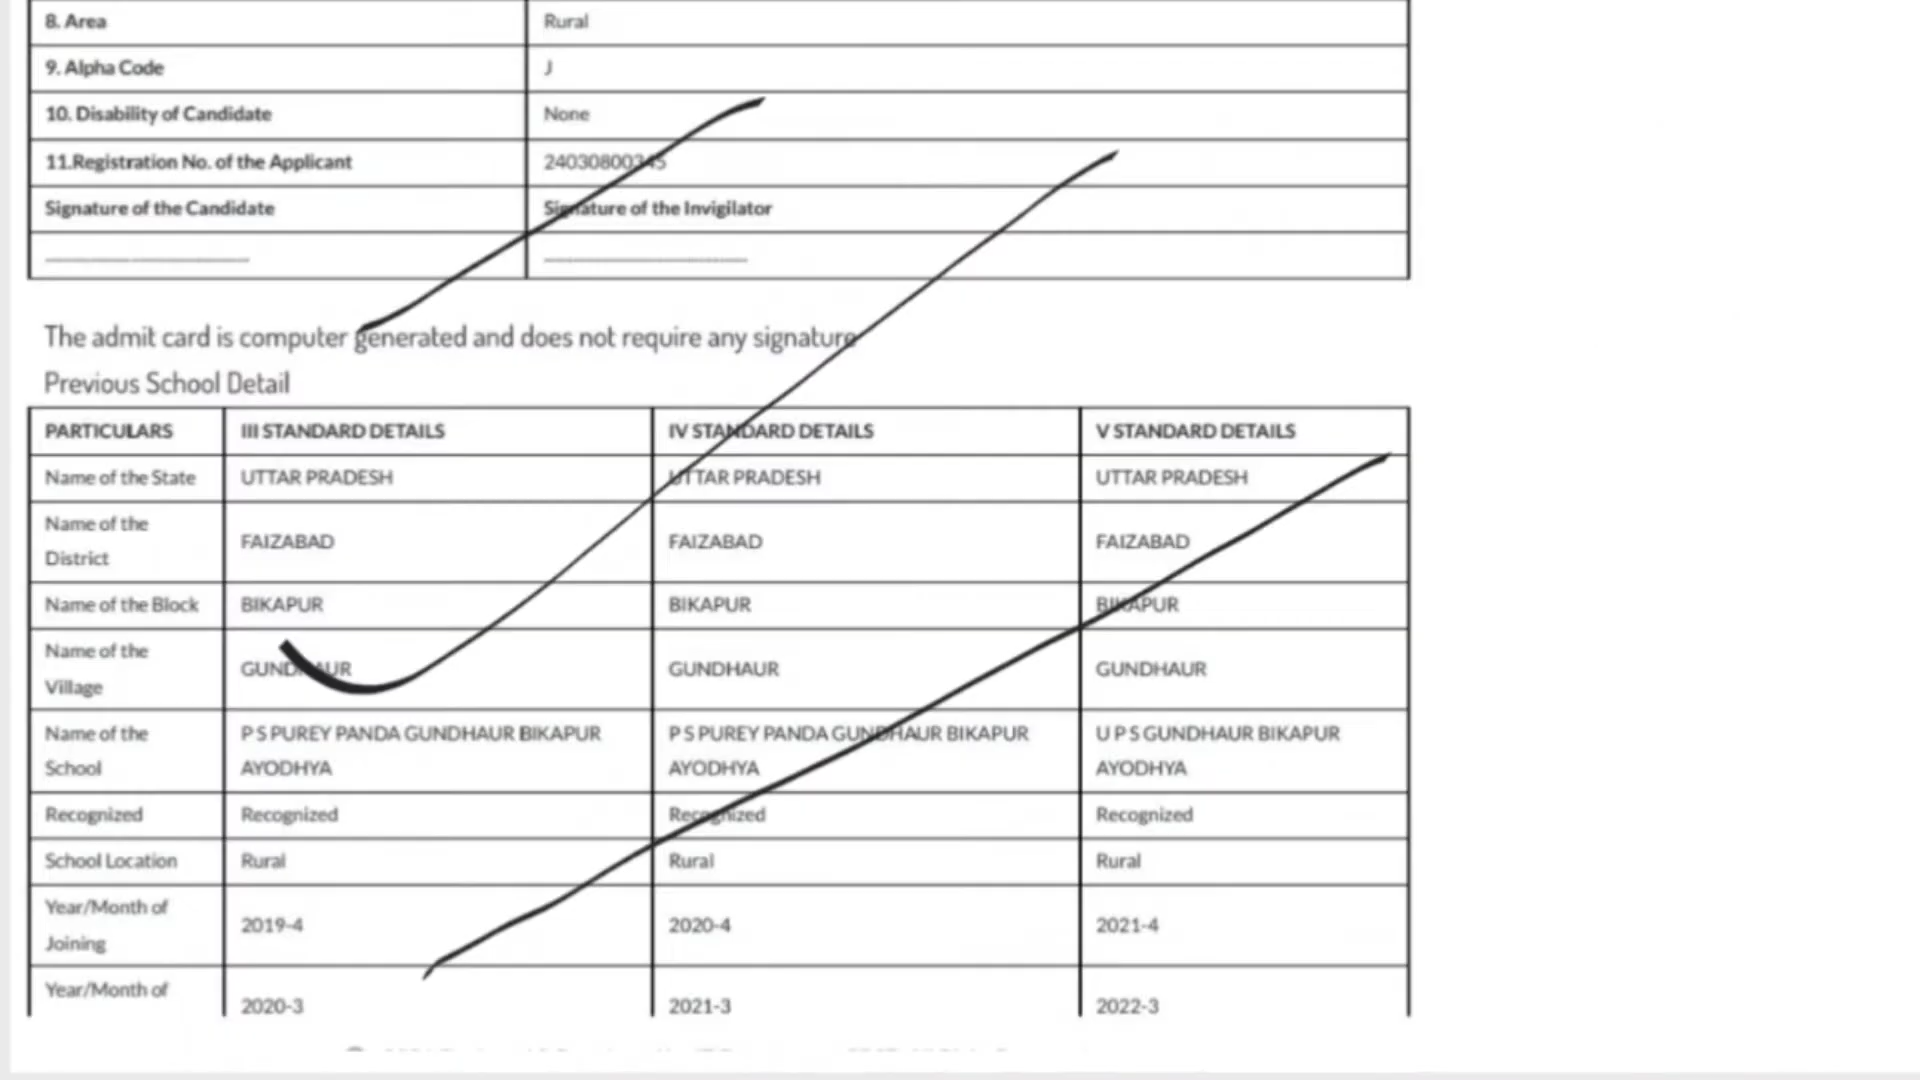 8. Area Rural
9. Alpha Code J
10. Disability of Candidate None
11.Registration No. of the Applicant 24030800345
Signature of the Candidate Signature of the Invigilator
The admit card is computer generated and does not require any signature
Previous School Detail
PARTICULARS III STANDARD DETAILS IV STANDARD DETAILS V STANDARD DETAILS
Name of the State UTTAR PRADESH UTTAR PRADESH UTTAR PRADESH
Name of the
District FAIZABAD FAIZABAD FAIZABAD
Name of the Block BIKAPUR BIKAPUR BIKAPUR
Name of the
Village GUNDHAUR GUNDHAUR GUNDHAUR
Name of the P S PUREY PANDA GUNDHAUR BIKAPUR P S PUREY PANDA GUNDHAUR BIKAPUR U P S GUNDHAUR BIKAPUR
School AYODHYA AYODHYA AYODHYA
Recognized Recognized Recognized Recognized
School Location Rural Rural Rural
Year/Month of
Joining 2019-4 2020-4 2021-4
Year/Month of
2020-3 2021-3 2022-3